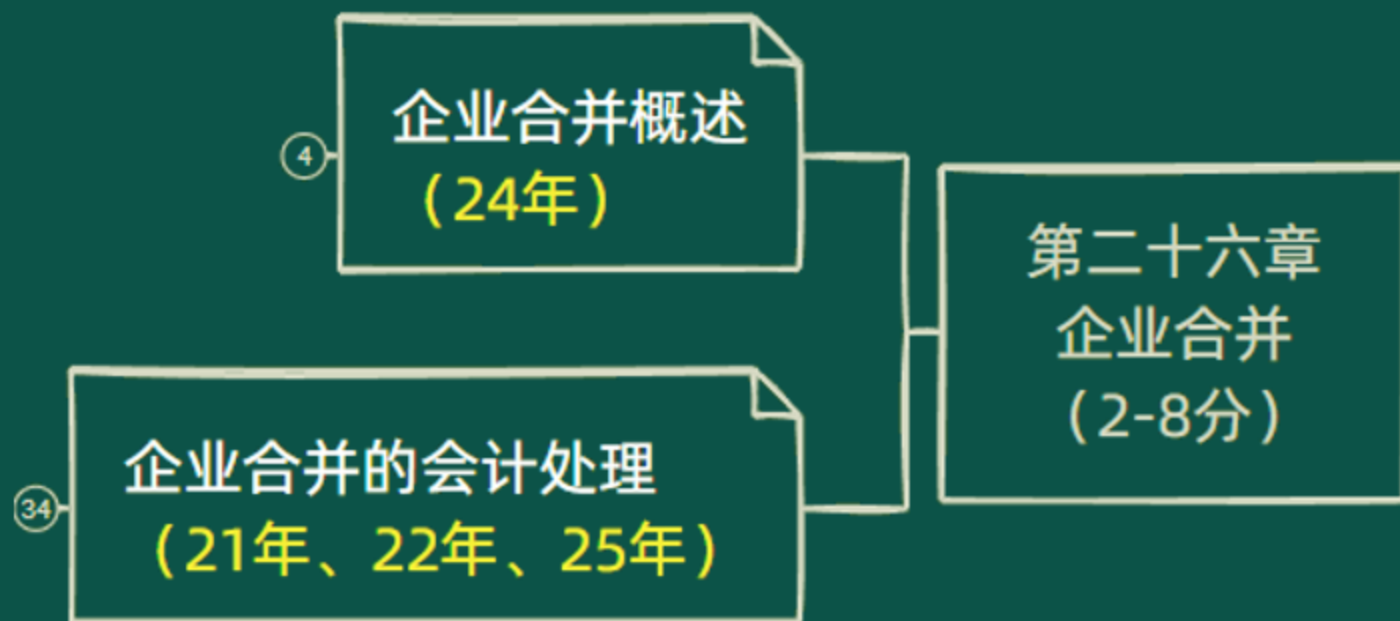 企业合并概述
（24年）
4
第二十六章
企业合并
（2-8分）
企业合并的会计处理
（21年、22年、25年）
34